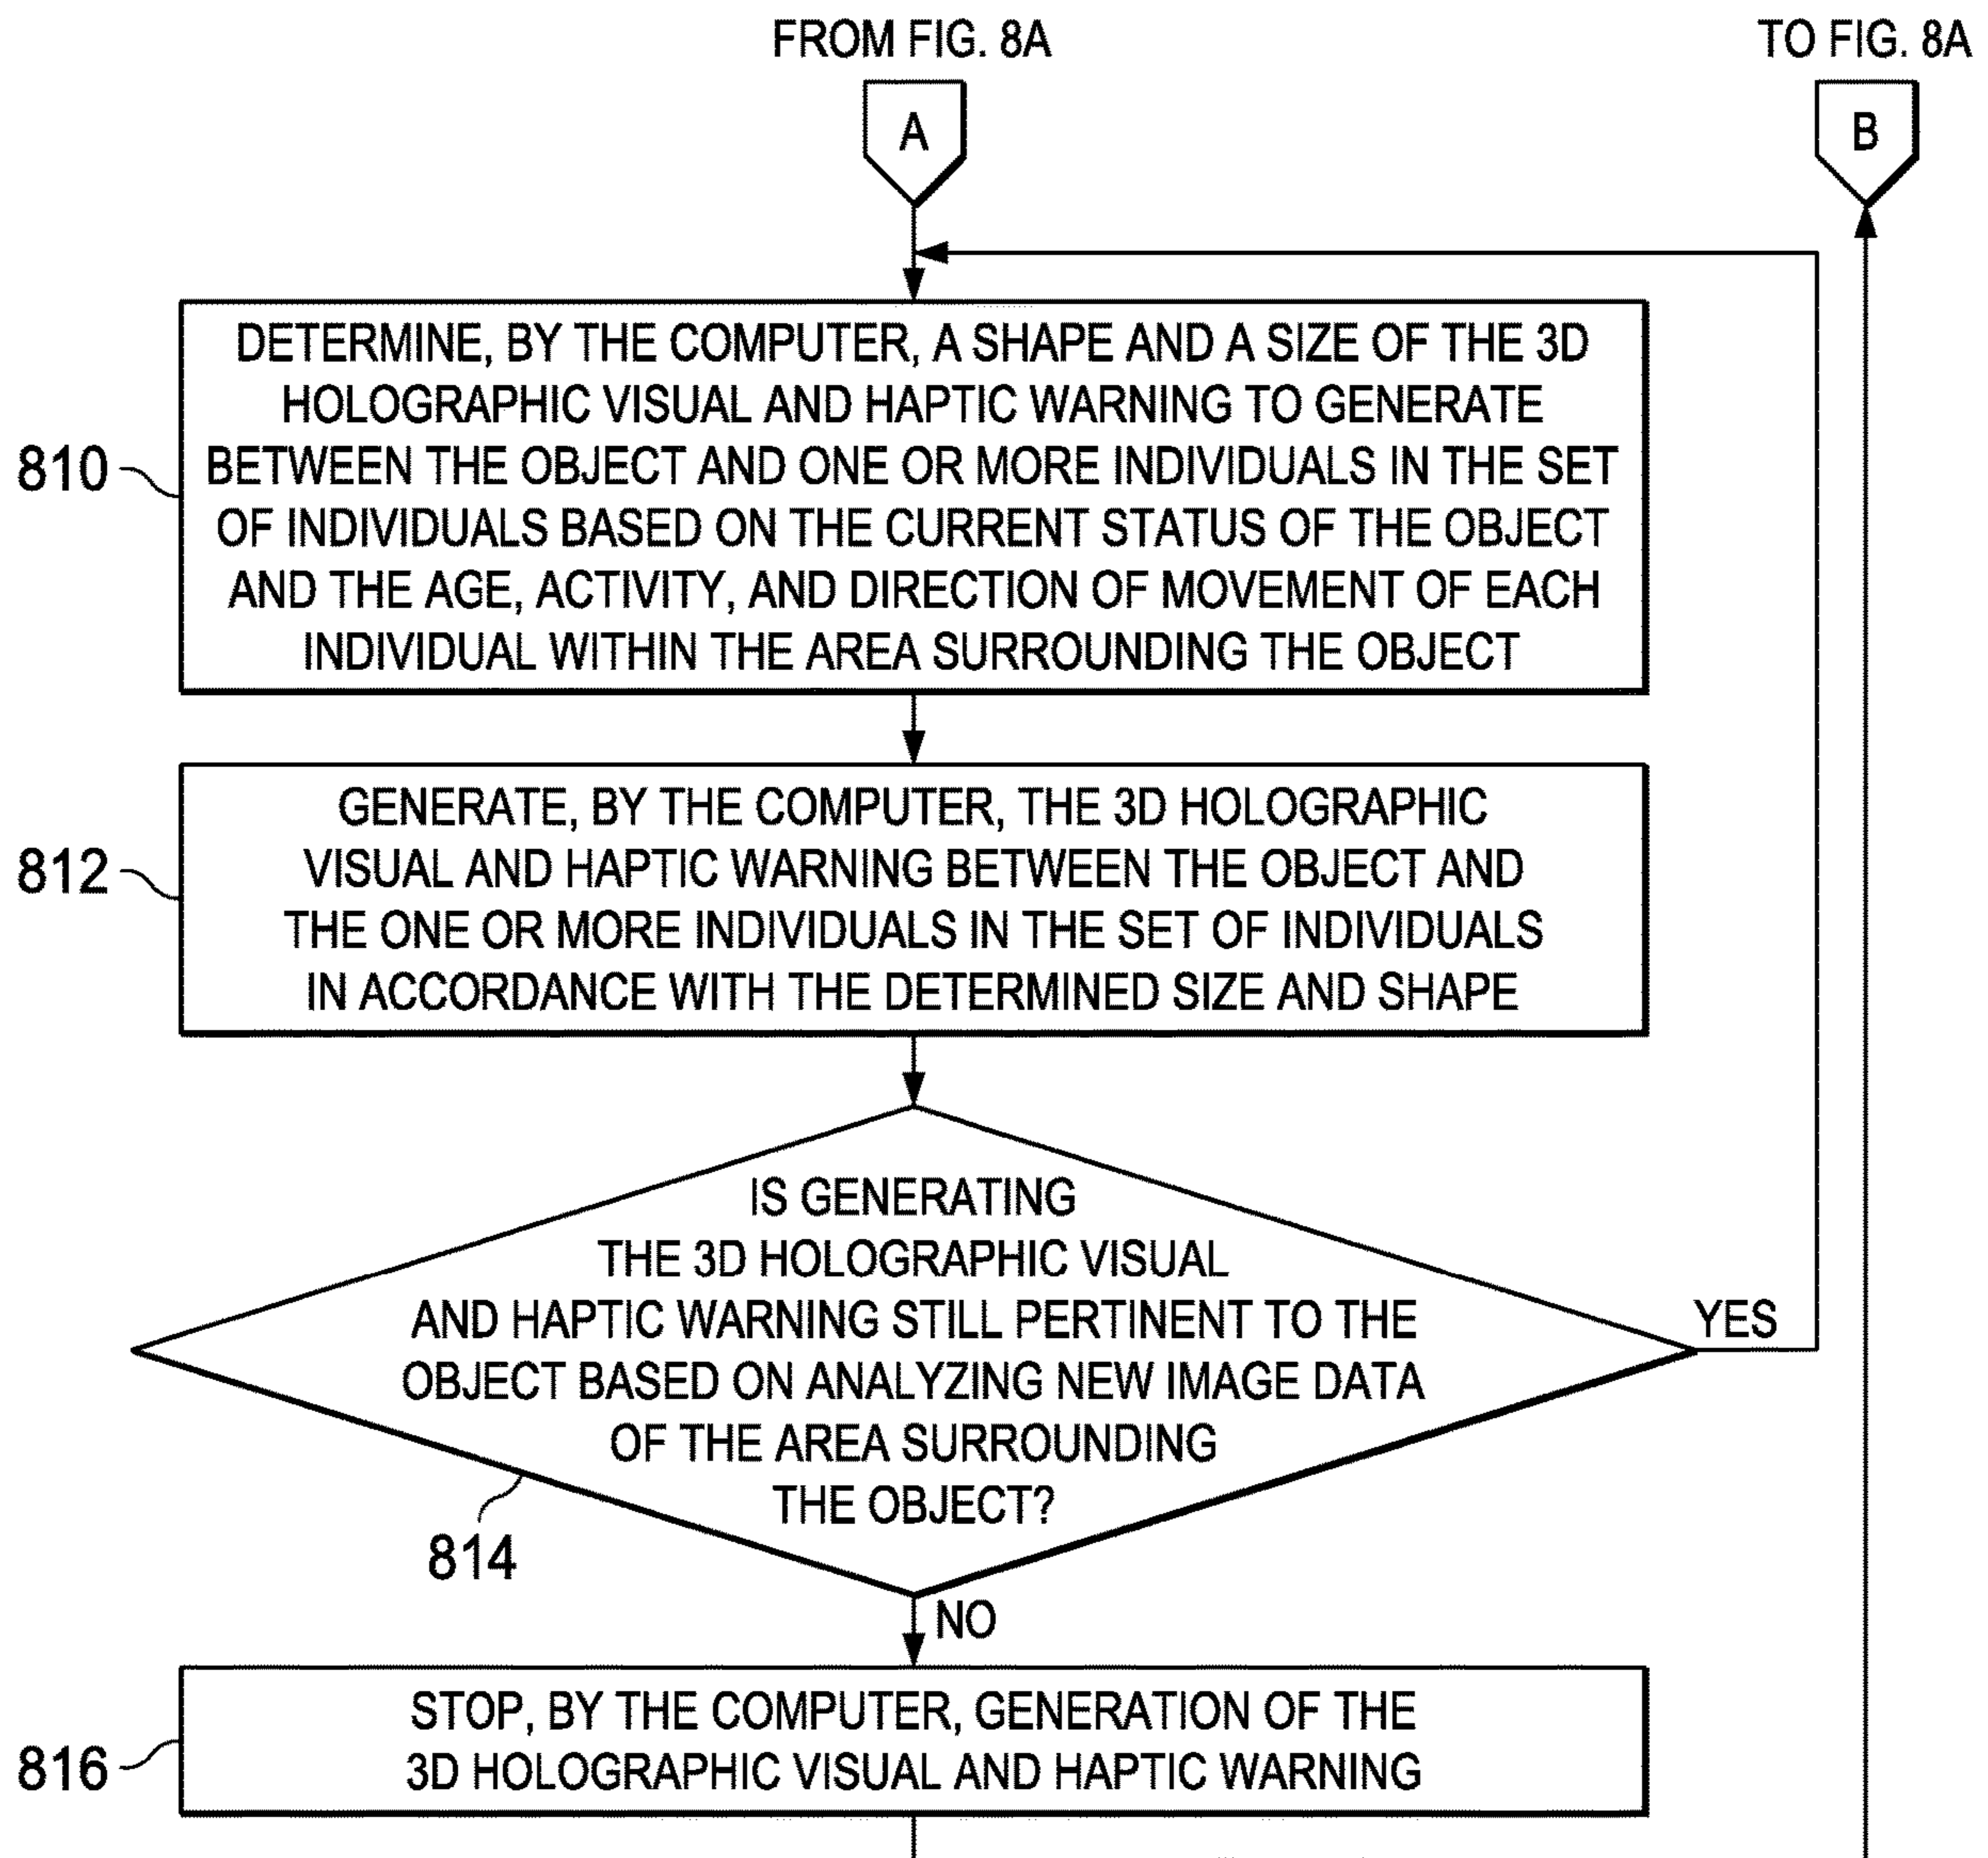 FROM FIG. 8A
TO FIG. 8A
A
B
810
DETERMINE, BY THE COMPUTER, A SHAPE AND A SIZE OF THE 3D
HOLOGRAPHIC VISUAL AND HAPTIC WARNING TO GENERATE
BETWEEN THE OBJECT AND ONE OR MORE INDIVIDUALS IN THE SET
OF INDIVIDUALS BASED ON THE CURRENT STATUS OF THE OBJECT
AND THE AGE, ACTIVITY, AND DIRECTION OF MOVEMENT OF EACH
INDIVIDUAL WITHIN THE AREA SURROUNDING THE OBJECT
812
GENERATE, BY THE COMPUTER, THE 3D HOLOGRAPHIC
VISUAL AND HAPTIC WARNING BETWEEN THE OBJECT AND
THE ONE OR MORE INDIVIDUALS IN THE SET OF INDIVIDUALS
IN ACCORDANCE WITH THE DETERMINED SIZE AND SHAPE
IS GENERATING
THE 3D HOLOGRAPHIC VISUAL
AND HAPTIC WARNING STILL PERTINENT TO THE
OBJECT BASED ON ANALYZING NEW IMAGE DATA
OF THE AREA SURROUNDING
THE OBJECT?
YES
814
NO
816
STOP, BY THE COMPUTER, GENERATION OF THE
3D HOLOGRAPHIC VISUAL AND HAPTIC WARNING